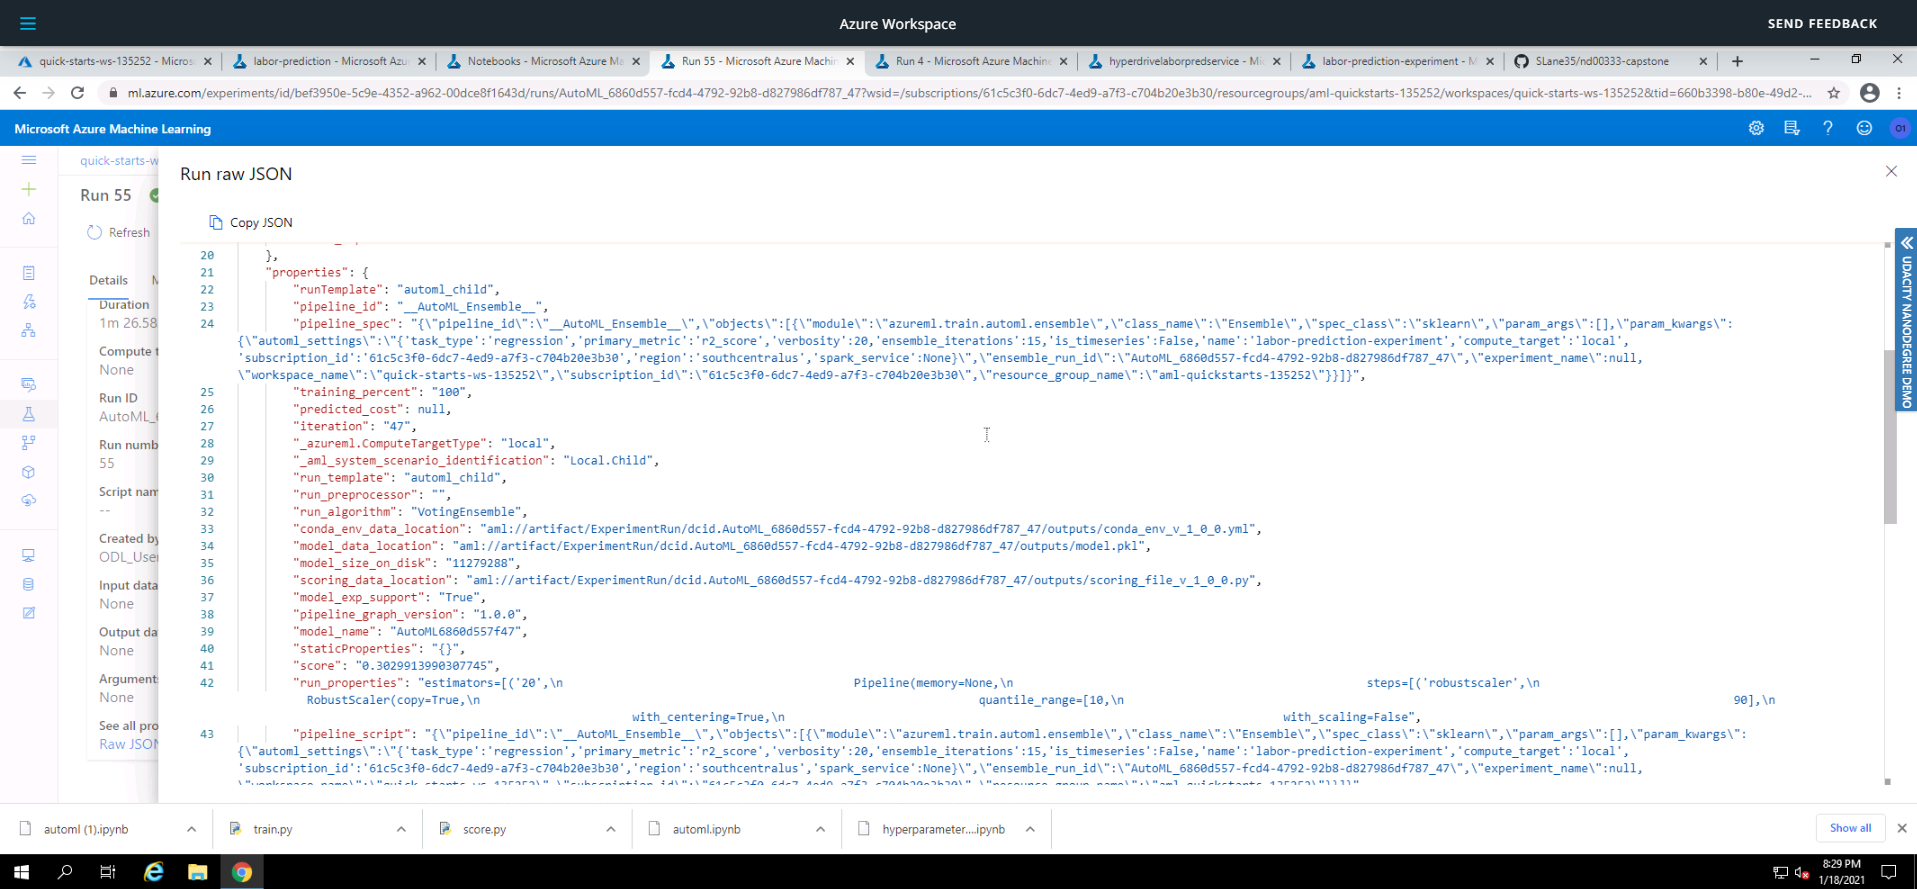 Azure Workspace
SEND FEEDBACK
quick-starts-ws-135252 - Micros
labor-prediction - Microsoft Azu
Notebooks - Microsoft Azure Ma
Run 55 - Microsoft Azure Machin
Run 4 - Microsoft Azure Machine
hyperdrivelaborpredservice - Mic
labor-prediction-experiment - M
SLane35/nd00333-capstone
ml.azure.com/experiments/id/bef3950e-5c9e-4352-a962-00dce8f1643d/runs/AutoML_6860d557-fcd4-4792-92b8-d827986df787_47?wsid=/subscriptions/61c5c3f0-6dc7-4ed9-a7f3-c704b20e3b30/resourcegroups/aml-quickstarts-135252/workspaces/quick-starts-ws-135252&tid=660b3398-b80e-49d2-...
Microsoft Azure Machine Learning
01
quick-starts-w
Run 55
Refresh
Details
M
Duration
1m 26.58
Compute t
None
Run ID
AutoML_6
Run numb
55
Script nam
--
Created by
ODL_User
Input data
None
Output da
None
Argument
None
See all pro
Raw JSON
Run raw JSON
Copy JSON
20 },
21 "properties": {
22 "runTemplate": "automl_child",
23 "pipeline_id": "__AutoML_Ensemble__",
24 "pipeline_spec": "{\"pipeline_id\":\"__AutoML_Ensemble__\",\"objects\":[{\"module\":\"azureml.train.automl.ensemble\",\"class_name\":\"Ensemble\",\"spec_class\":\"sklearn\",\"param_args\":[],\"param_kwargs\":
{\"automl_settings\":\"{'task_type':'regression','primary_metric':'r2_score','verbosity':20,'ensemble_iterations':15,'is_timeseries':False,'name':'labor-prediction-experiment','compute_target':'local',
'subscription_id':'61c5c3f0-6dc7-4ed9-a7f3-c704b20e3b30','region':'southcentralus','spark_service':None}\",\"ensemble_run_id\":\"AutoML_6860d557-fcd4-4792-92b8-d827986df787_47\",\"experiment_name\":null,
\"workspace_name\":\"quick-starts-ws-135252\",\"subscription_id\":\"61c5c3f0-6dc7-4ed9-a7f3-c704b20e3b30\",\"resource_group_name\":\"aml-quickstarts-135252\"}}]}",
25 "training_percent": "100",
26 "predicted_cost": null,
27 "iteration": "47",
28 "_azureml.ComputeTargetType": "local",
29 "_aml_system_scenario_identification": "Local.Child",
30 "run_template": "automl_child",
31 "run_preprocessor": "",
32 "run_algorithm": "VotingEnsemble",
33 "conda_env_data_location": "aml://artifact/ExperimentRun/dcid.AutoML_6860d557-fcd4-4792-92b8-d827986df787_47/outputs/conda_env_v_1_0_0.yml",
34 "model_data_location": "aml://artifact/ExperimentRun/dcid.AutoML_6860d557-fcd4-4792-92b8-d827986df787_47/outputs/model.pkl",
35 "model_size_on_disk": "11279288",
36 "scoring_data_location": "aml://artifact/ExperimentRun/dcid.AutoML_6860d557-fcd4-4792-92b8-d827986df787_47/outputs/scoring_file_v_1_0_0.py",
37 "model_exp_support": "True",
38 "pipeline_graph_version": "1.0.0",
39 "model_name": "AutoML6860d557f47",
40 "staticProperties": "{}",
41 "score": "0.3029913990307745",
42 "run_properties": "estimators=[('20',\n Pipeline(memory=None,\n steps=[('robustscaler',\n
RobustScaler(copy=True,\n quantile_range=[10,\n 90],\n
with_centering=True,\n with_scaling=False",
43 "pipeline_script": "{\"pipeline_id\":\"__AutoML_Ensemble__\",\"objects\":[{\"module\":\"azureml.train.automl.ensemble\",\"class_name\":\"Ensemble\",\"spec_class\":\"sklearn\",\"param_args\":[],\"param_kwargs\":
{\"automl_settings\":\"{'task_type':'regression','primary_metric':'r2_score','verbosity':20,'ensemble_iterations':15,'is_timeseries':False,'name':'labor-prediction-experiment','compute_target':'local',
'subscription_id':'61c5c3f0-6dc7-4ed9-a7f3-c704b20e3b30','region':'southcentralus','spark_service':None}\",\"ensemble_run_id\":\"AutoML_6860d557-fcd4-4792-92b8-d827986df787_47\",\"experiment_name\":null,
UDACITY NANODEGREE DEMO
automl (1).ipynb
train.py
score.py
automl.ipynb
hyperparameter....ipynb
Show all
8:29 PM
1/18/2021